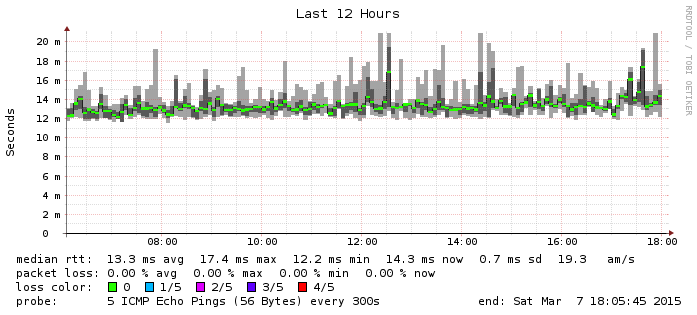 Last 12 Hours
RRDTOOL / TOBI OETIKER
Seconds
20 m
18 m
16 m
14 m
12 m
10 m
8 m
6 m
4 m
2 m
0
08:00 10:00 12:00 14:00 16:00 18:00
median rtt: 13.3 ms avg 17.4 ms max 12.2 ms min 14.3 ms now 0.7 ms sd 19.3 am/s
packet loss: 0.00 % avg 0.00 % max 0.00 % min 0.00 % now
loss color: 0 1/5 2/5 3/5 4/5
probe: 5 ICMP Echo Pings (56 Bytes) every 300s end: Sat Mar 7 18:05:45 2015